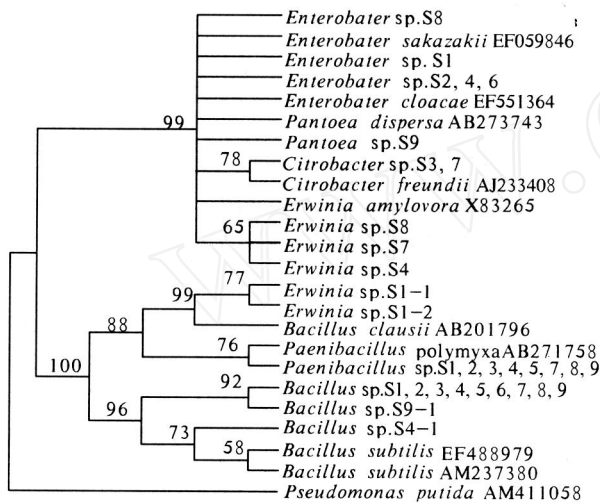 Enterobater sp.S8
Enterobater sakazakii EF059846
Enterobater sp. S1
Enterobater sp.S2, 4, 6
Enterobater cloacae EF551364
99
Pantoea dispersa AB273743
Pantoea sp.S9
78
Citrobacter sp.S3, 7
Citrobacter freundii AJ233408
Erwinia amylovora X83265
65
Erwinia sp.S8
Erwinia sp.S7
Erwinia sp.S4
77
Erwinia sp.S1-1
99
Erwinia sp.S1-2
88
Bacillus clausii AB201796
76
Paenibacillus polymyxaAB271758
100
Paenibacillus sp.S1, 2, 3, 4, 5, 7, 8, 9
92
Bacillus sp.S1, 2, 3, 4, 5, 6, 7, 8, 9
96
Bacillus sp.S9-1
73
Bacillus sp.S4-1
58
Bacillus subtilis EF488979
Bacillus subtilis AM237380
Pseudomonas putida AM411058